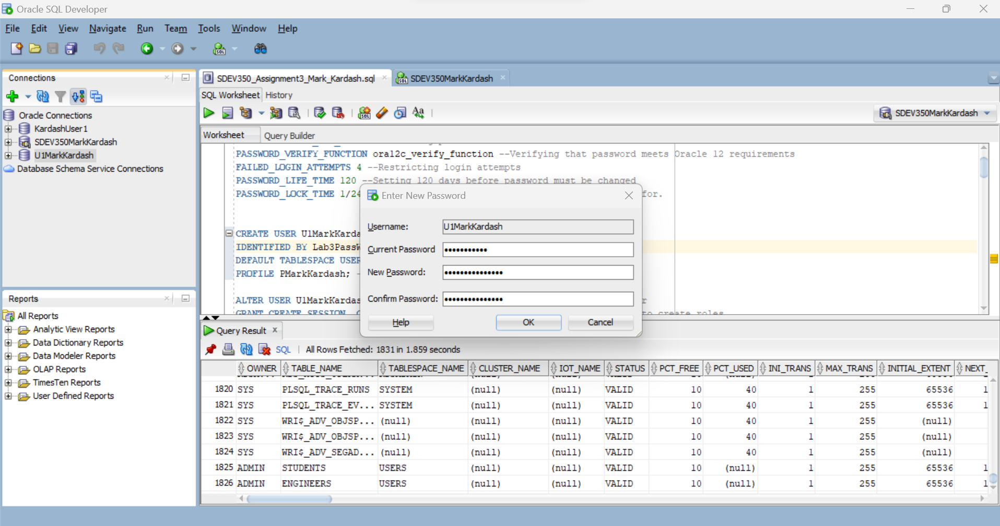 Oracle SQL Developer
File Edit View Navigate Run Team Tools Window Help
Connections
Oracle Connections
KardashUser1
SDEV350MarkKardash
U1MarkKardash
Database Schema Service Connections
Reports
All Reports
Analytic View Reports
Data Dictionary Reports
Data Modeler Reports
OLAP Reports
TimesTen Reports
User Defined Reports
SDEV350_Assignment3_Mark_Kardash.sql SDEV350MarkKardash
SQL Worksheet History
SDEV350MarkKardash
Worksheet Query Builder
PASSWORD_VERIFY_FUNCTION ora12c_verify_function --Verifying that password meets Oracle 12 requirements
FAILED_LOGIN_ATTEMPTS 4 --Restricting login attempts
PASSWORD_LIFE_TIME 120 --Setting 120 days before password must be changed
PASSWORD_LOCK_TIME 1/24 for.
CREATE USER U1MarkKarda
IDENTIFIED BY Lab3PassW
DEFAULT TABLESPACE USER
PROFILE PMarkKardash; -
ALTER USER U1MarkKardas r
GRANT CREATE SESSION, to create roles
Enter New Password
Username: U1MarkKardash
Current Password •••••••••••
New Password: •••••••••••••••
Confirm Password: •••••••••••••••
Help OK Cancel
Query Result
SQL | All Rows Fetched: 1831 in 1.859 seconds
OWNER TABLE_NAME TABLESPACE_NAME CLUSTER_NAME IOT_NAME STATUS PCT_FREE PCT_USED INI_TRANS MAX_TRANS INITIAL_EXTENT NEXT_
1820 SYS PLSQL_TRACE_RUNS SYSTEM (null) (null) VALID 10 40 1 255 65536 1
1821 SYS PLSQL_TRACE_EV... SYSTEM (null) (null) VALID 10 40 1 255 65536 1
1822 SYS WRI$_ADV_OBJSP... (null) (null) (null) VALID 10 40 1 255 (null)
1823 SYS WRI$_ADV_OBJSP... (null) (null) (null) VALID 10 40 1 255 (null)
1824 SYS WRI$_ADV_SEGAD... (null) (null) (null) VALID 10 40 1 255 (null)
1825 ADMIN STUDENTS USERS (null) (null) VALID 10 (null) 1 255 65536 1
1826 ADMIN ENGINEERS USERS (null) (null) VALID 10 (null) 1 255 65536 1